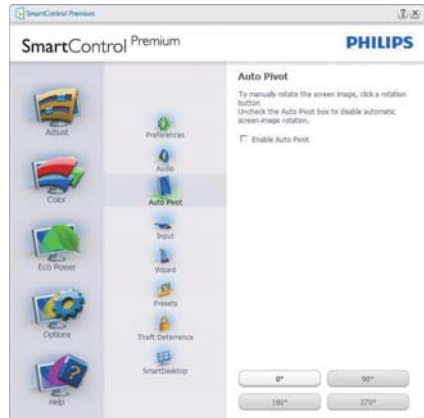 SmartControl Premium
SmartControl Premium
PHILIPS
Adjust
Color
Eco Power
Options
Help
Preferences
Audio
Auto Pivot
Input
Wizard
Presets
Theft Deterrence
SmartDesktop
Auto Pivot
To manually rotate the screen image, click a rotation
button
Uncheck the Auto Pivot box to disable automatic
screen-image rotation.
Enable Auto Pivot
0°
90°
180°
270°